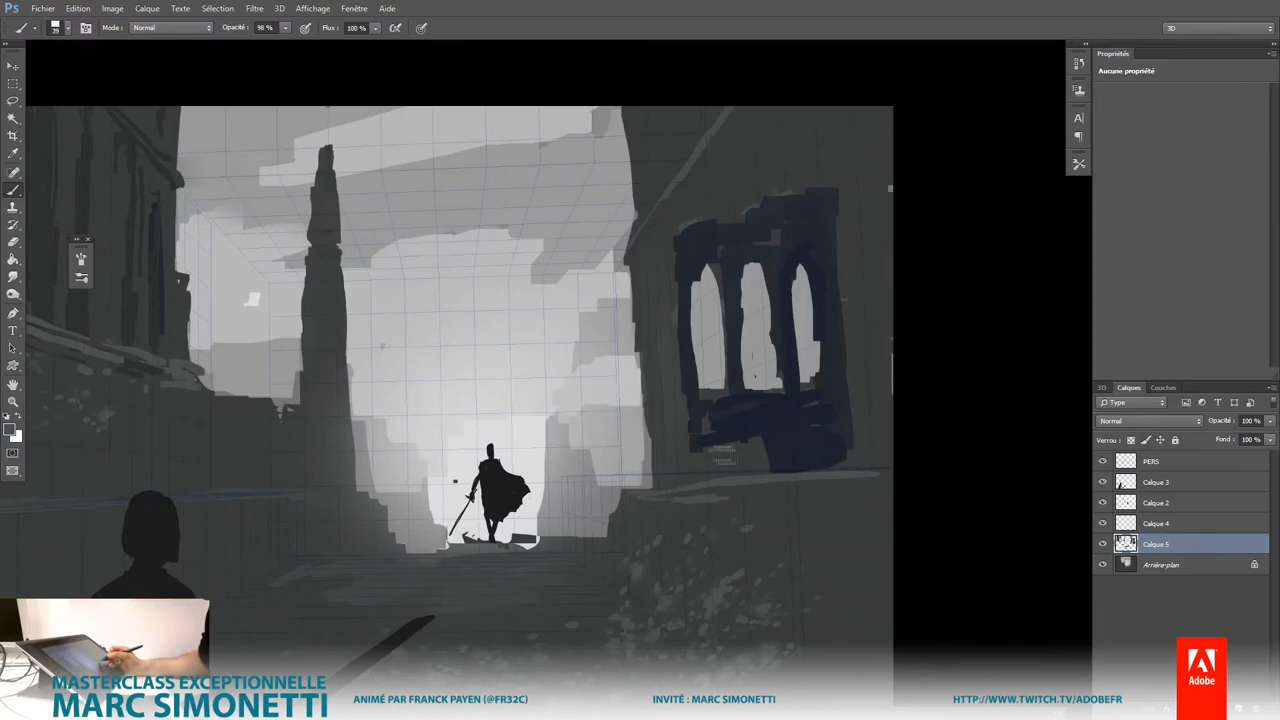 Ps Fichier Edition Image Calque Texte Sélection Filtre 3D Affichage Fenêtre Aide
39 Mode : Normal Opacité : 98 % Flux : 100 % 3D
Propriétés
Aucune propriété
3D Calques Couches
Type
Normal Opacité : 100 %
Verrou : Fond : 100 %
PERS
Calque 3
Calque 2
Calque 4
Calque 5
Arrière-plan
MASTERCLASS EXCEPTIONNELLE
MARC SIMONETTI
ANIMÉ PAR FRANCK PAYEN (@FR32C)
INVITÉ : MARC SIMONETTI
HTTP://WWW.TWITCH.TV/ADOBEFR
Adobe